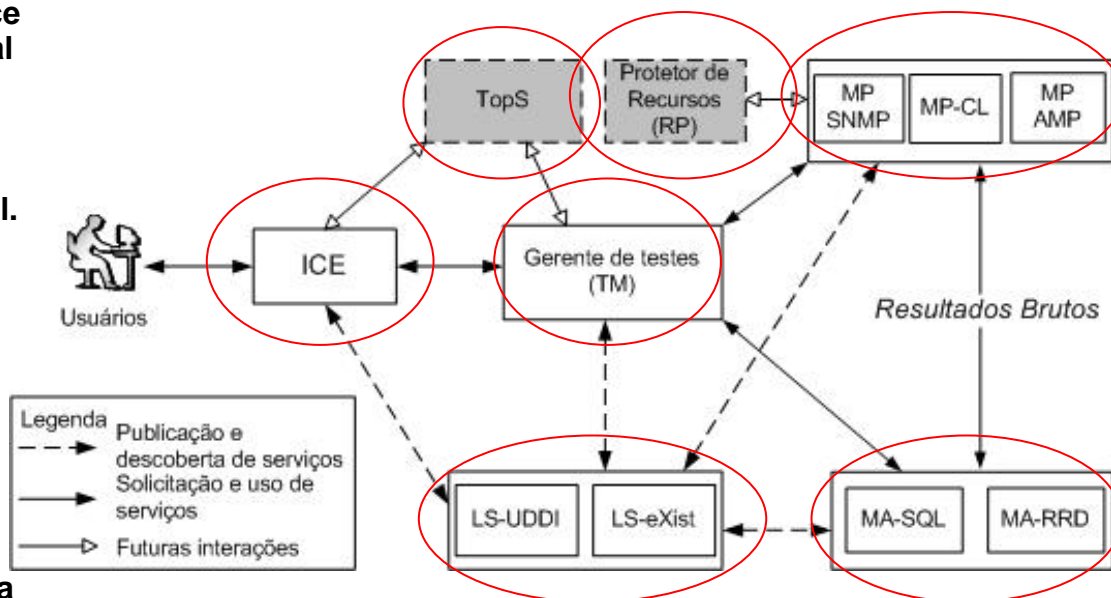 ce
al
l.
a
TopS
Protetor de
Recursos
(RP)
MP
SNMP
MP-CL
MP
AMP
Usuários
ICE
Gerente de testes
(TM)
Resultados Brutos
Legenda
Publicação e
descoberta de serviços
Solicitação e uso de
serviços
Futuras interações
LS-UDDI
LS-eXist
MA-SQL
MA-RRD